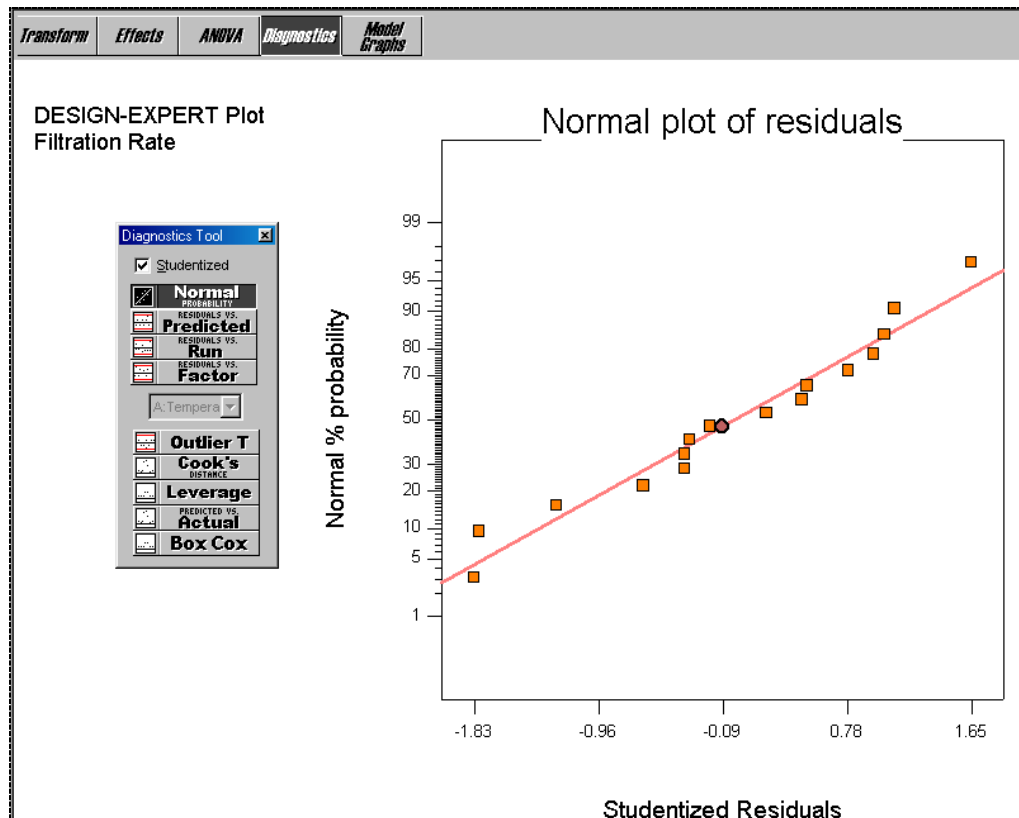 Transform Effects ANOVA Diagnostics Model Graphs
DESIGN-EXPERT Plot
Filtration Rate
Normal plot of residuals
Diagnostics Tool
Studentized
Normal
PROBABILITY
RESIDUALS VS.
Predicted
RESIDUALS VS.
Run
RESIDUALS VS.
Factor
A:Tempera
Outlier T
Cook's
DISTANCE
Leverage
PREDICTED VS.
Actual
Box Cox
Normal % probability
99
95
90
80
70
50
30
20
10
5
1
-1.83 -0.96 -0.09 0.78 1.65
Studentized Residuals